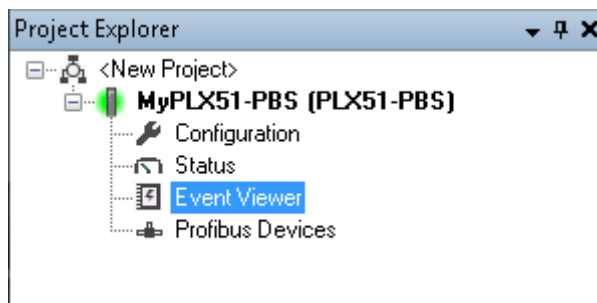 Project Explorer
<New Project>
MyPLX51-PBS (PLX51-PBS)
Configuration
Status
Event Viewer
Profibus Devices